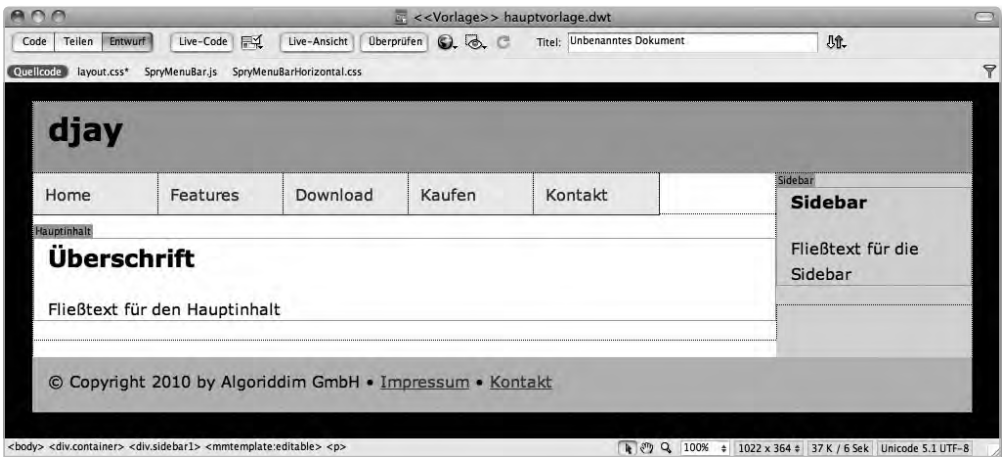 <<Vorlage>> hauptvorlage.dwt
Code Teilen Entwurf Live-Code Live-Ansicht Überprüfen Titel: Unbenanntes Dokument
Quellcode layout.css* SpryMenuBar.js SpryMenuBarHorizontal.css
djay
Home Features Download Kaufen Kontakt
Sidebar
Sidebar
Fließtext für die
Sidebar
Hauptinhalt
Überschrift
Fließtext für den Hauptinhalt
© Copyright 2010 by Algoriddim GmbH • Impressum • Kontakt
<body> <div.container> <div.sidebar1> <mmtemplate:editable> <p> 100% 1022 x 364 37 K / 6 Sek Unicode 5.1 UTF-8